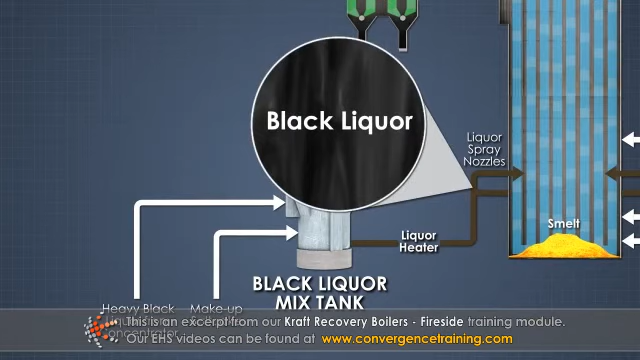 Black Liquor
Liquor
Spray
Nozzles
Smelt
Liquor
Heater
BLACK LIQUOR
MIX TANK
Heavy Black
Make-up
This is an excerpt from our Kraft Recovery Boilers - Fireside training module.
Our EHS videos can be found at www.convergencetraining.com